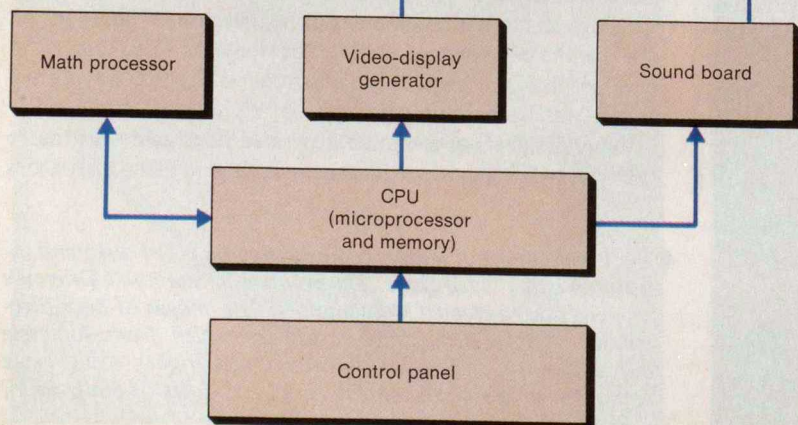 Math processor
Video-display
generator
Sound board
CPU
(microprocessor
and memory)
Control panel